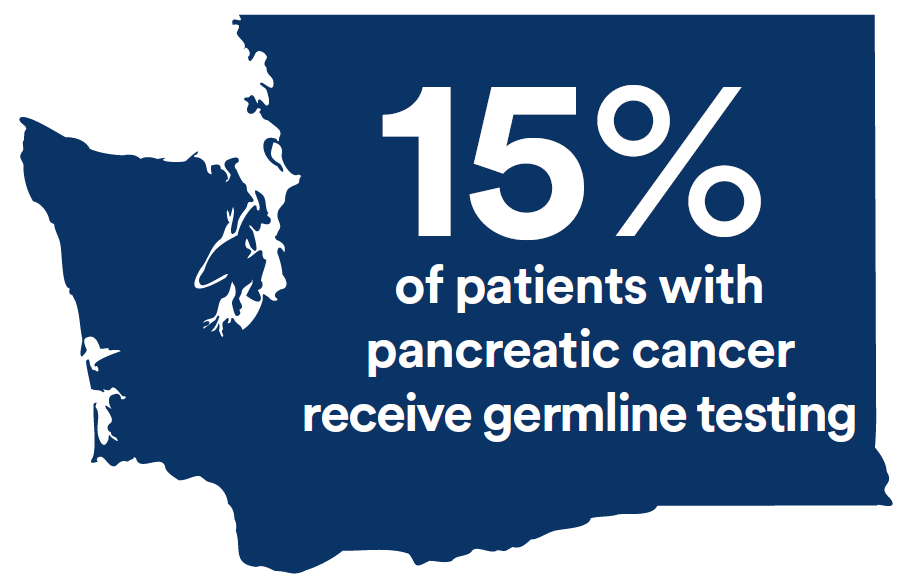 15%
of patients with
pancreatic cancer
receive germline testing